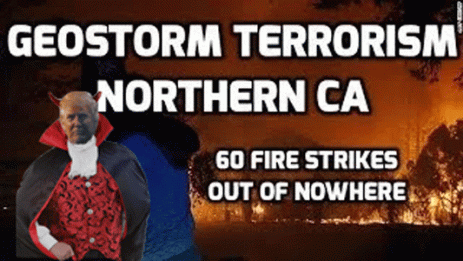 GEOSTORM TERRORISM
NORTHERN CA
60 FIRE STRIKES
OUT OF NOWHERE